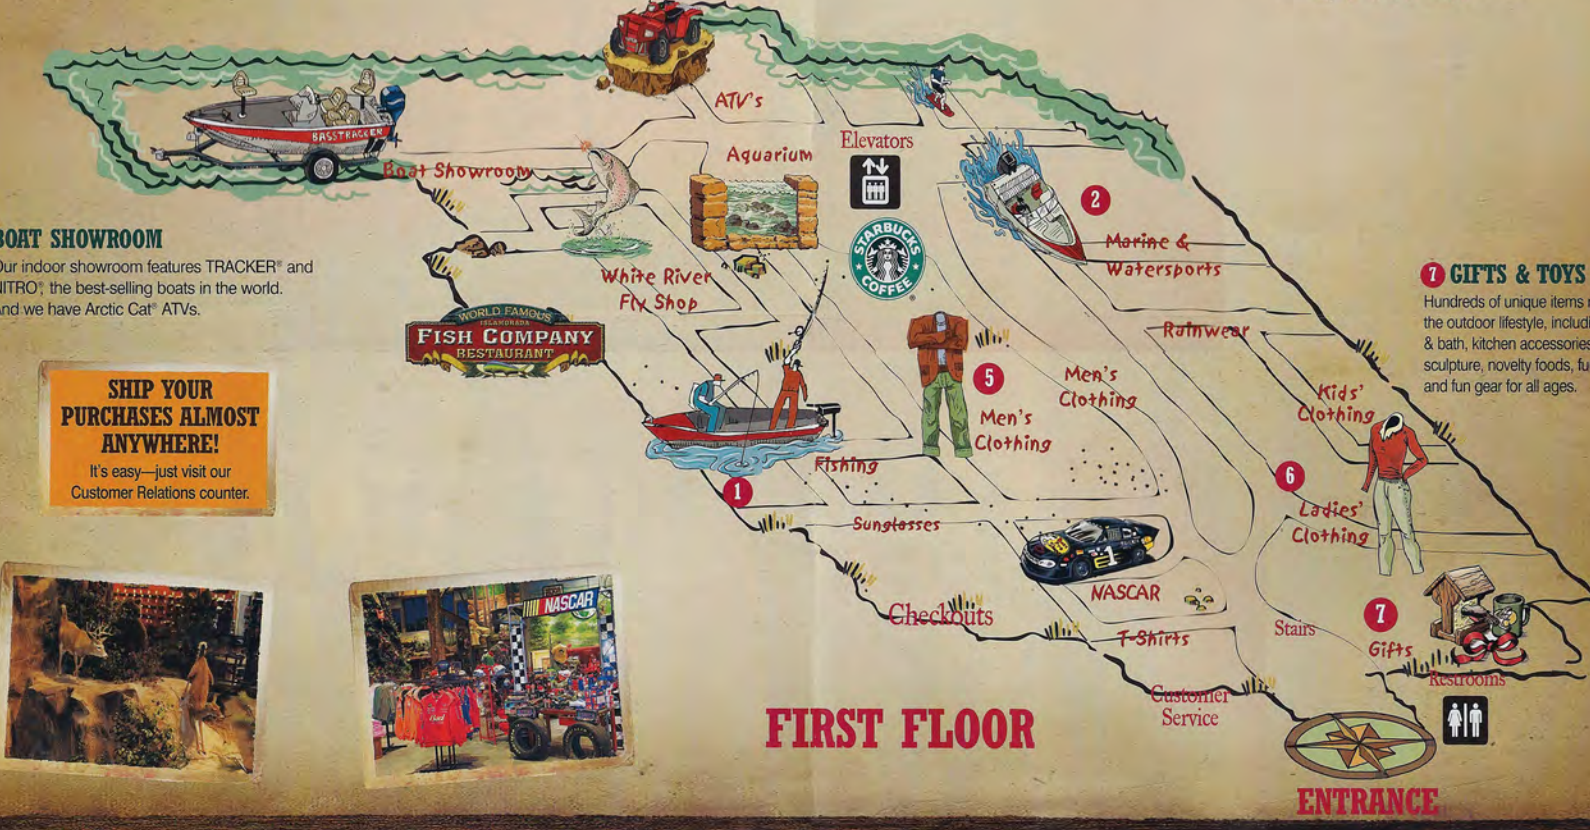 BASSTRACKER
ATV's
Elevators
Aquarium
Boat Showroom
2
BOAT SHOWROOM
Our indoor showroom features TRACKER® and
NITRO®, the best-selling boats in the world.
And we have Arctic Cat® ATVs.
STARBUCKS
COFFEE
Marine &
Watersports
White River
Fly Shop
7 GIFTS & TOYS
Hundreds of unique items
the outdoor lifestyle,
& bath, kitchen accessories
sculpture, novelty foods,
and fun gear for all ages.
WORLD FAMOUS
ISLAMORADA
FISH COMPANY
RESTAURANT
Rainwear
5
Men's
Clothing
Men's
Clothing
Kids'
Clothing
SHIP YOUR
PURCHASES ALMOST
ANYWHERE!
It's easy—just visit our
Customer Relations counter.
Fishing
1
6
Ladies'
Clothing
Sunglasses
1
NASCAR
NASCAR
Checkouts
T-Shirts
Stairs
7
Gifts
Restrooms
Customer
Service
FIRST FLOOR
ENTRANCE